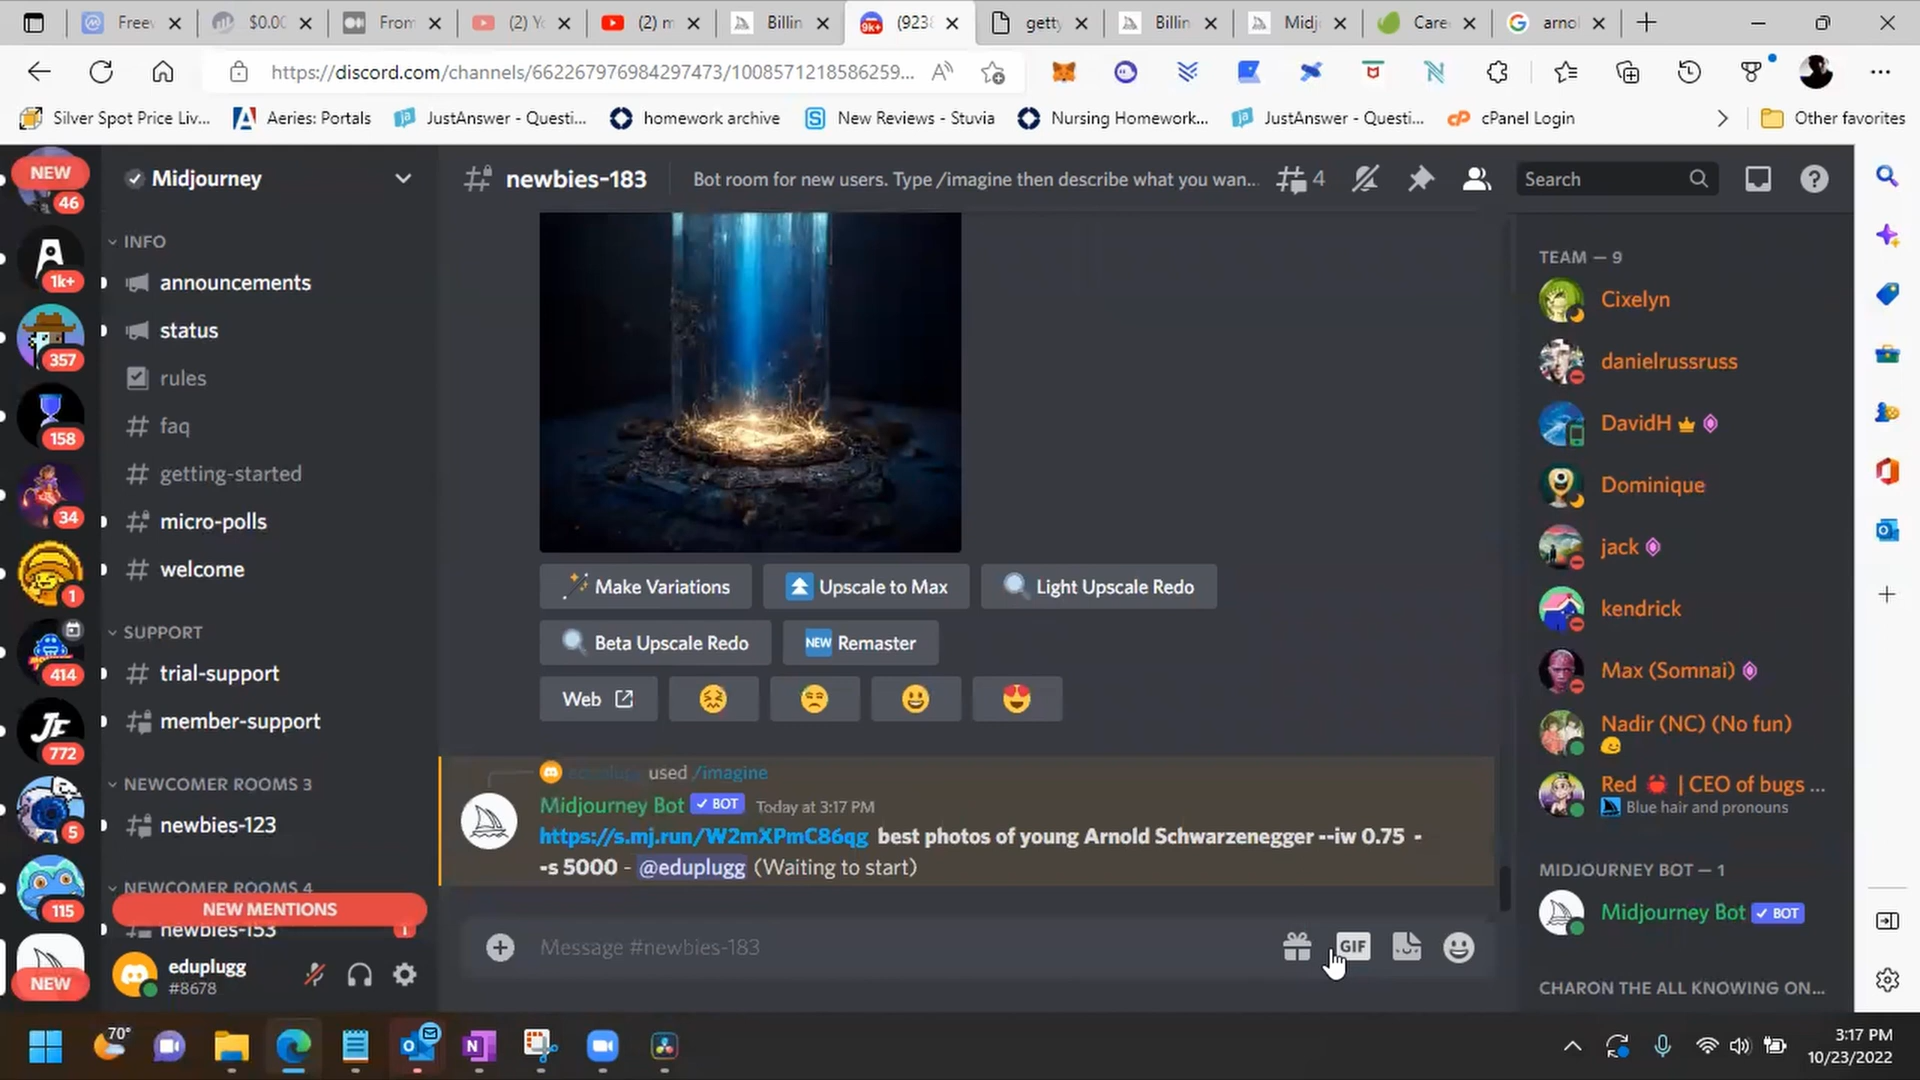 Freev
$0.00
From
(2) Yo
(2) m
Billin
9k+
(9238
getty
Billin
Midj
Care
arnol
https://discord.com/channels/662267976984297473/1008571218586259...
Silver Spot Price Liv...
Aeries: Portals
JustAnswer - Questi...
homework archive
New Reviews - Stuvia
Nursing Homework...
JustAnswer - Questi...
cPanel Login
Other favorites
NEW
46
1k+
357
158
34
1
414
772
5
115
NEW
Midjourney
INFO
announcements
status
rules
faq
getting-started
micro-polls
welcome
SUPPORT
trial-support
member-support
NEWCOMER ROOMS 3
newbies-123
NEWCOMER ROOMS 4
NEW MENTIONS
newbies-153
1
eduplugg
#8678
newbies-183
Bot room for new users. Type /imagine then describe what you wan...
4
Search
Make Variations
Upscale to Max
Light Upscale Redo
Beta Upscale Redo
NEW Remaster
Web
eduplugg used /imagine
Midjourney Bot ✓ BOT Today at 3:17 PM
https://s.mj.run/W2mXPmC86qg best photos of young Arnold Schwarzenegger --iw 0.75 -
-s 5000 - @eduplugg (Waiting to start)
Message #newbies-183
GIF
TEAM — 9
Cixelyn
danielrussruss
DavidH
Dominique
jack
kendrick
Max (Somnai)
Nadir (NC) (No fun)
Red 🦀 | CEO of bugs ...
Blue hair and pronouns
MIDJOURNEY BOT — 1
Midjourney Bot ✓ BOT
CHARON THE ALL KNOWING ON...
70°
3:17 PM
10/23/2022